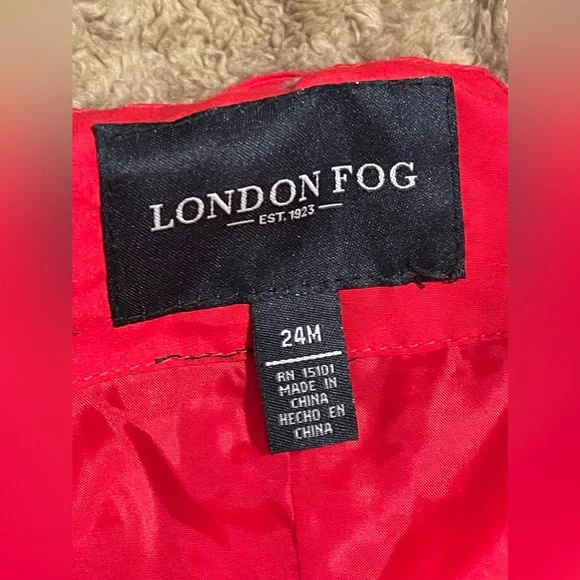 LONDON FOG
EST. 1923
24M
RN 15101
MADE IN
CHINA
HECHO EN
CHINA